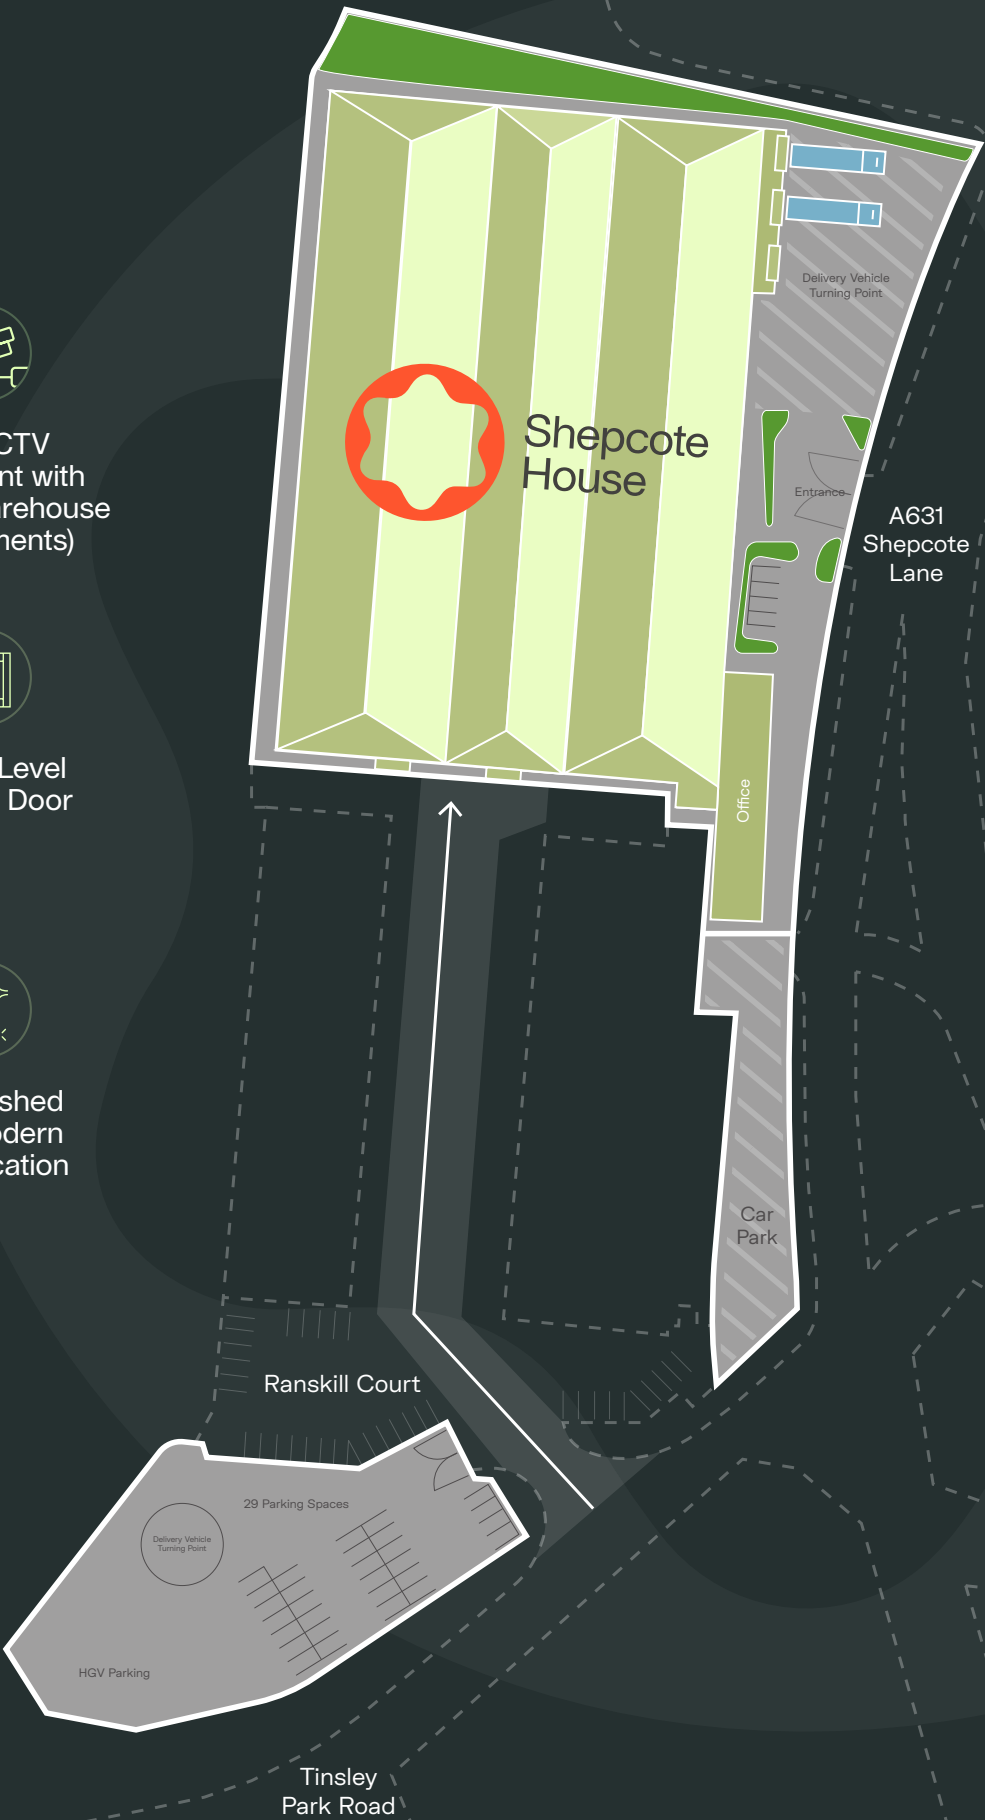 Delivery Vehicle
Turning Point
Shepcote
House
CTV
nt with
rehouse
ments)
Entrance
A631
Shepcote
Lane
Level
Door
Office
shed
odern
cation
Car
Park
Ranskill Court
29 Parking Spaces
Delivery Vehicle
Turning Point
HGV Parking
Tinsley
Park Road